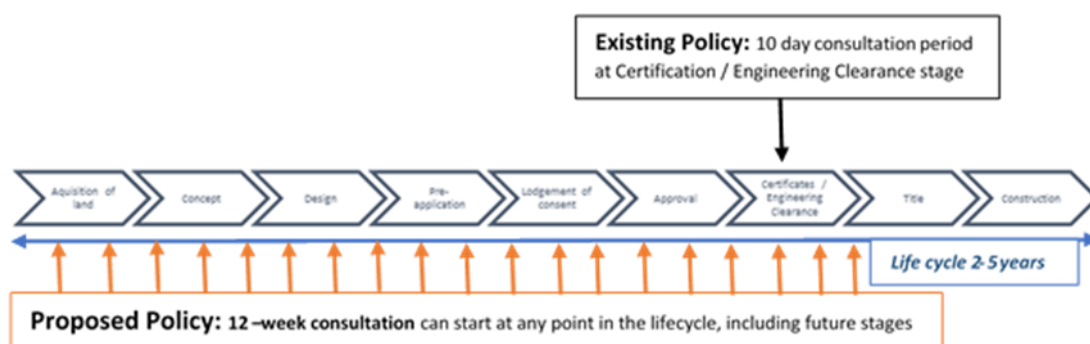 Existing Policy: 10 day consultation period
at Certification / Engineering Clearance stage
Aquistion of
land
Concept
Design
Pre-
application
Lodgement of
consent
Approval
Certificates /
Engineering
Clearance
Title
Construction
Life cycle 2-5 years
Proposed Policy: 12–week consultation can start at any point in the lifecycle, including future stages